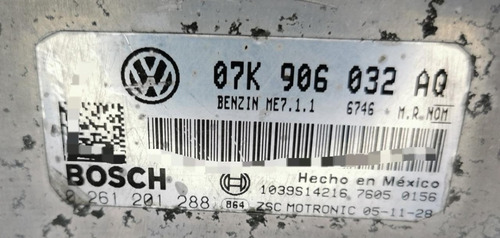 07K 906 032 AQ
BENZIN ME7.1.1 6746 M.R.NOM
BOSCH
Hecho en México
1039S14216 7605 0156
0 261 201 288 B64 ZSC MOTRONIC 05-11-28